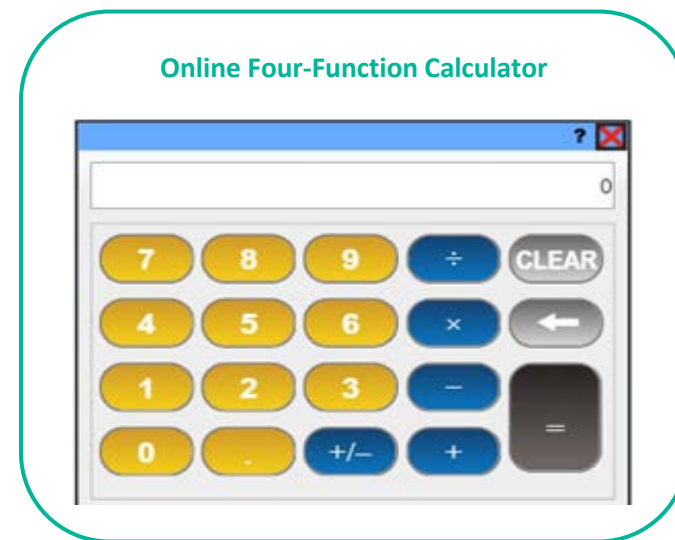 Online Four-Function Calculator
?
0
7 8 9 ÷ CLEAR
4 5 6 ×
1 2 3 −
0 . +/− + =